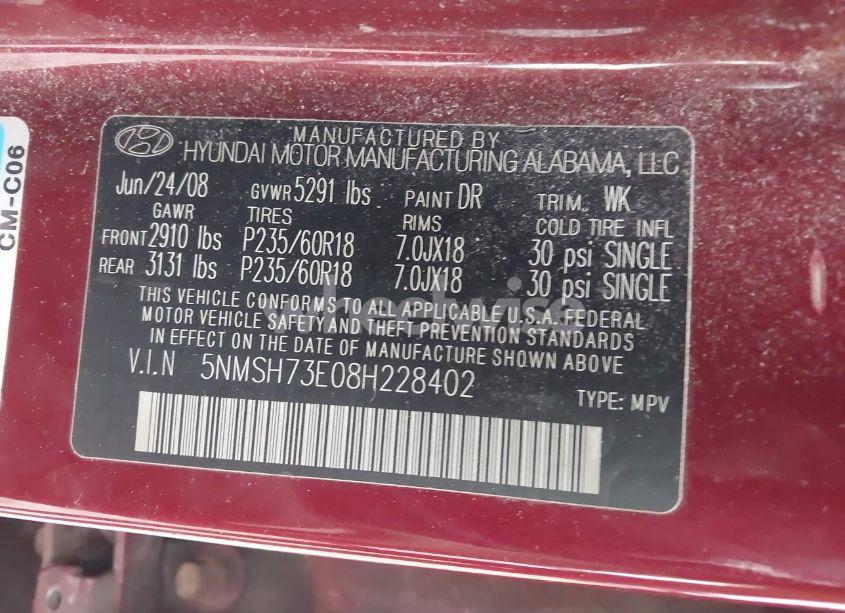 CM-C06
MANUFACTURED BY
HYUNDAI MOTOR MANUFACTURING ALABAMA, LLC
Jun/24/08 GVWR 5291 lbs PAINT DR TRIM. WK
GAWR TIRES RIMS COLD TIRE INFL
FRONT 2910 lbs P235/60R18 7.0JX18 30 psi SINGLE
REAR 3131 lbs P235/60R18 7.0JX18 30 psi SINGLE
THIS VEHICLE CONFORMS TO ALL APPLICABLE U.S.A. FEDERAL
MOTOR VEHICLE SAFETY AND THEFT PREVENTION STANDARDS
IN EFFECT ON THE DATE OF MANUFACTURE SHOWN ABOVE
V.I.N 5NMSH73E08H228402
TYPE: MPV